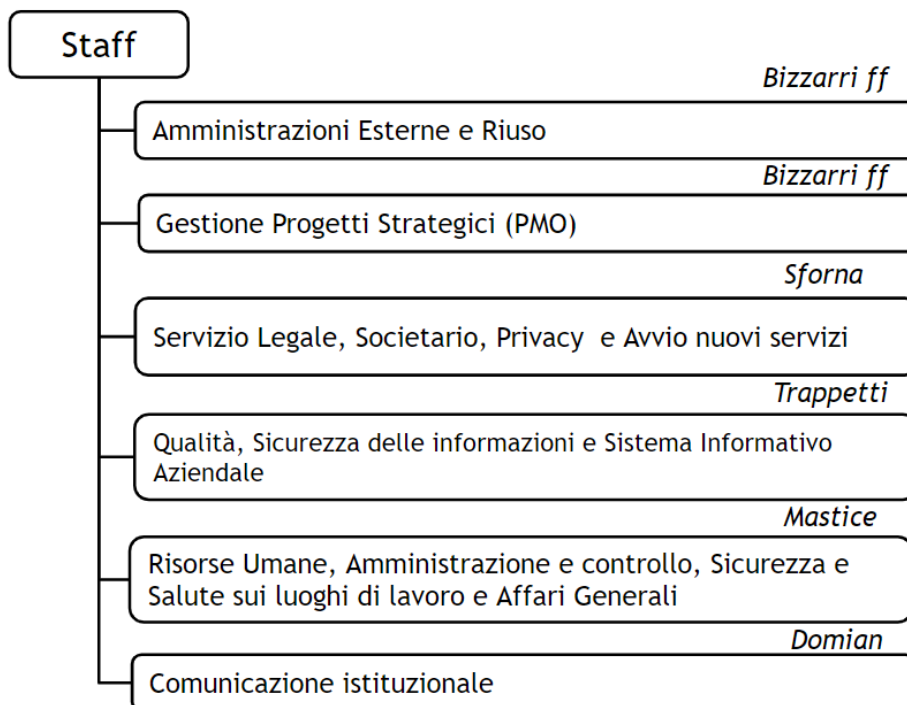 Staff
Bizzarri ff
Amministrazioni Esterne e Riuso
Bizzarri ff
Gestione Progetti Strategici (PMO)
Sforna
Servizio Legale, Societario, Privacy e Avvio nuovi servizi
Trappetti
Qualità, Sicurezza delle informazioni e Sistema Informativo
Aziendale
Mastice
Risorse Umane, Amministrazione e controllo, Sicurezza e
Salute sui luoghi di lavoro e Affari Generali
Domian
Comunicazione istituzionale